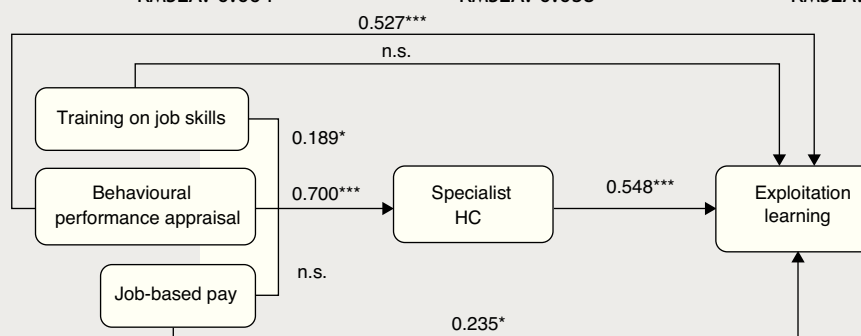 0.527***
n.s.
Training on job skills
0.189*
Behavioural
performance appraisal
0.700***
Specialist
HC
0.548***
Exploitation
learning
n.s.
Job-based pay
0.235*